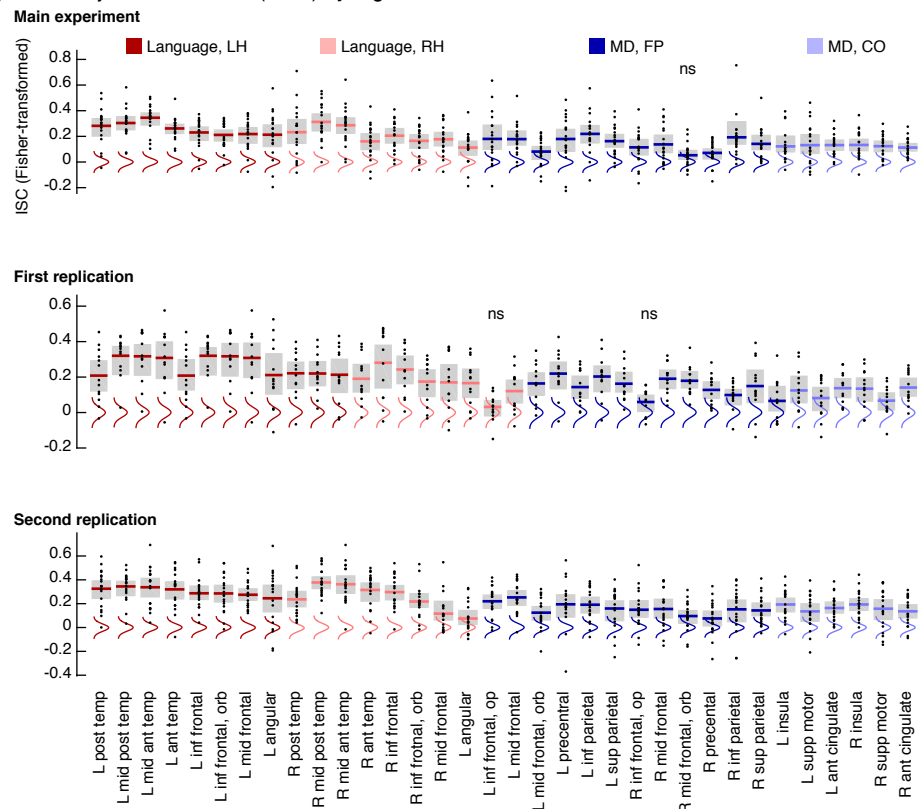 Main experiment
Language, LH
Language, RH
MD, FP
MD, CO
ns
ISC (Fisher-transformed)
0.8
0.6
0.4
0.2
0
-0.2
First replication
ns
ns
0.6
0.4
0.2
0
-0.2
Second replication
0.6
0.4
0.2
0
-0.2
-0.4
L post temp
L mid post temp
L mid ant temp
L ant temp
L inf frontal
L inf frontal, orb
L mid frontal
L angular
R post temp
R mid post temp
R mid ant temp
R ant temp
R inf frontal
R inf frotnal, orb
R mid frontal
L angular
L inf frontal, op
L mid frontal
L mid frontal, orb
L precentral
L inf parietal
L sup parietal
R inf frontal, op
R mid frontal
R mid frontal, orb
R precental
R inf parietal
R sup parietal
L insula
L supp motor
L ant cingulate
R insula
R supp motor
R ant cingulate